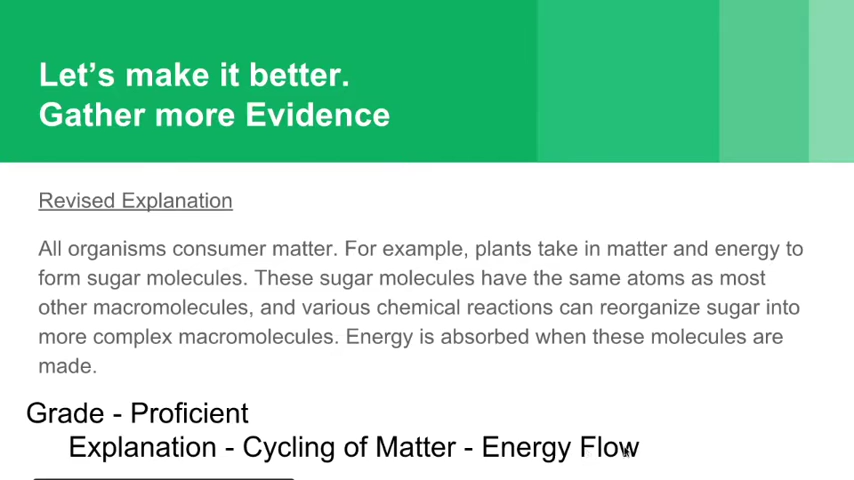 Let's make it better.
Gather more Evidence
Revised Explanation
All organisms consumer matter. For example, plants take in matter and energy to
form sugar molecules. These sugar molecules have the same atoms as most
other macromolecules, and various chemical reactions can reorganize sugar into
more complex macromolecules. Energy is absorbed when these molecules are
made.
Grade - Proficient
Explanation - Cycling of Matter - Energy Flow